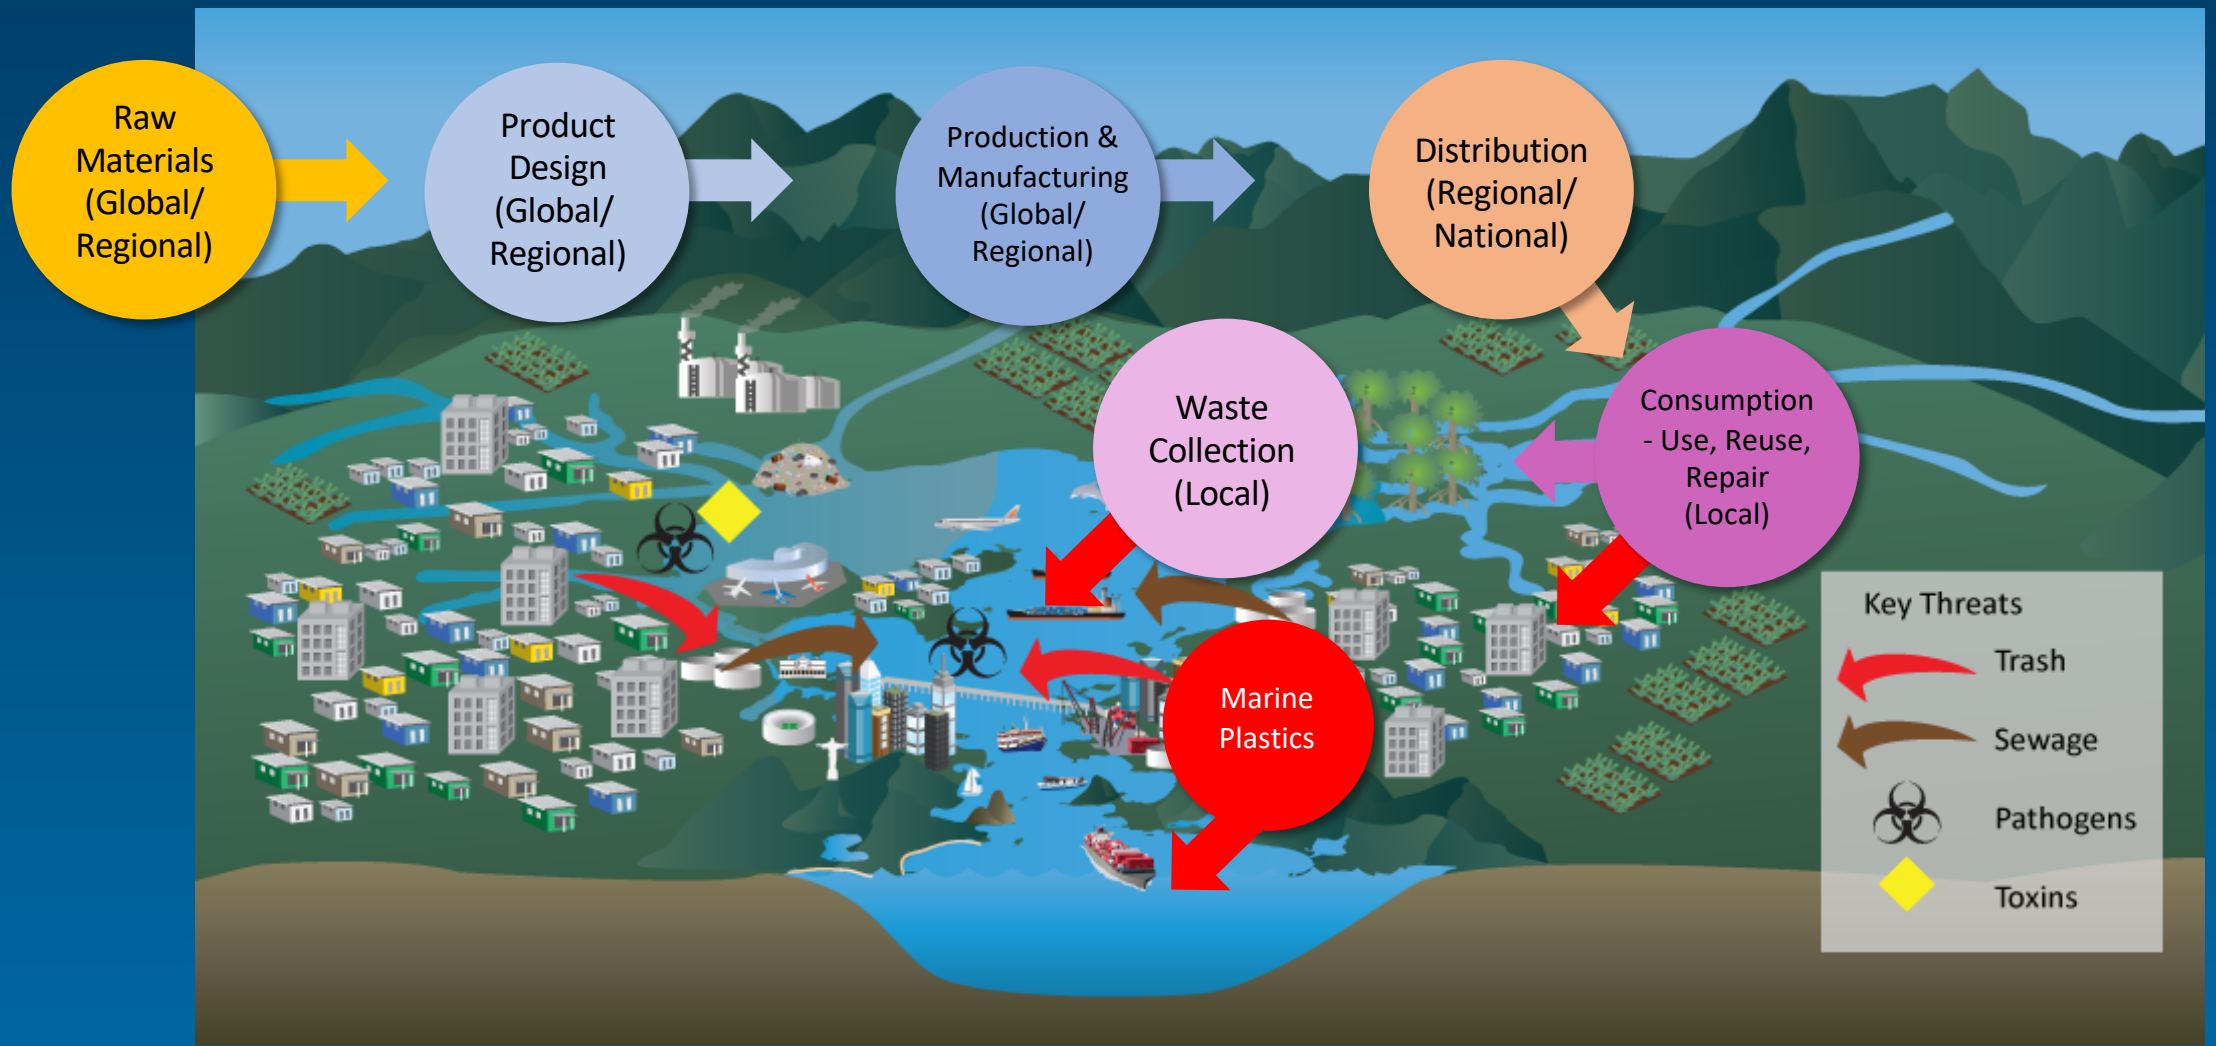 Raw
Materials
(Global/
Regional)
Product
Design
(Global/
Regional)
Production &
Manufacturing
(Global/
Regional)
Distribution
(Regional/
National)
Waste
Collection
(Local)
Consumption
- Use, Reuse,
Repair
(Local)
Marine
Plastics
Key Threats
Trash
Sewage
Pathogens
Toxins